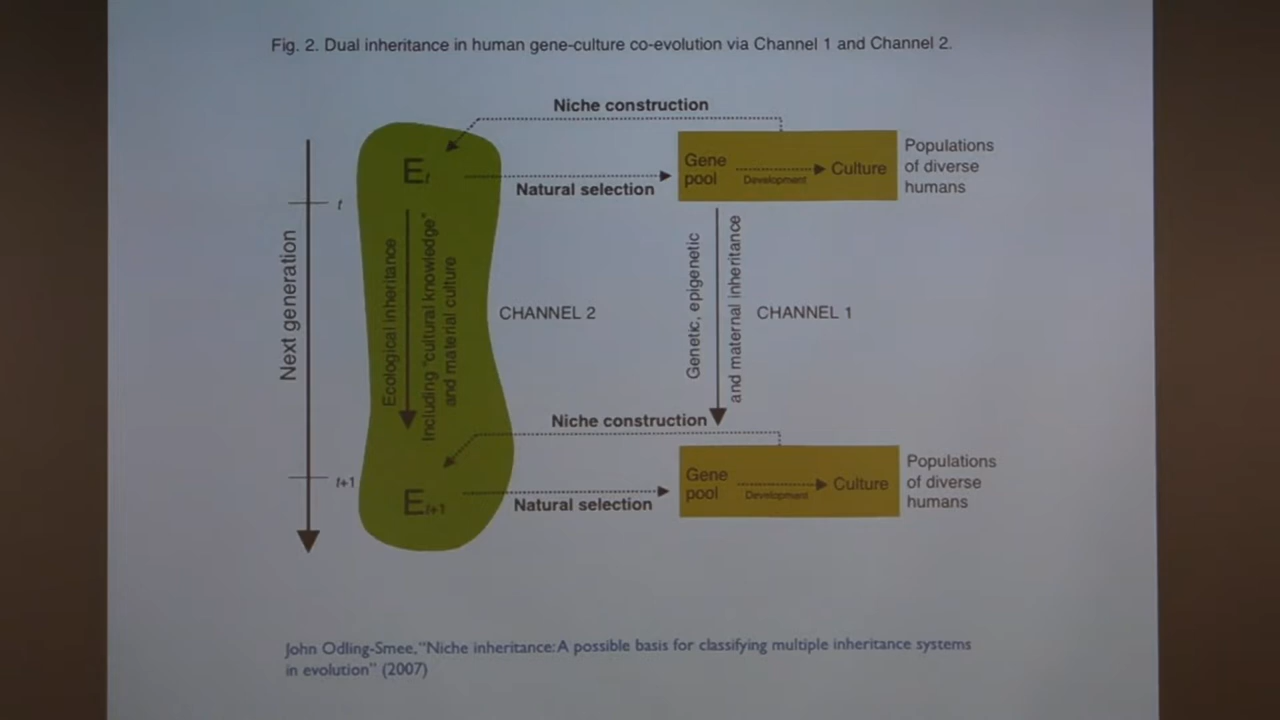 Fig. 2. Dual inheritance in human gene-culture co-evolution via Channel 1 and Channel 2.
Niche construction
E t
Natural selection
Gene
pool
Development
Culture
Populations
of diverse
humans
t
Next generation
Ecological inheritance
Including "cultural knowledge"
and material culture
CHANNEL 2
Genetic, epigenetic
and maternal inheritance
CHANNEL 1
Niche construction
t+1
E t+1
Natural selection
Gene
pool
Development
Culture
Populations
of diverse
humans
John Odling-Smee, "Niche inheritance: A possible basis for classifying multiple inheritance systems
in evolution" (2007)